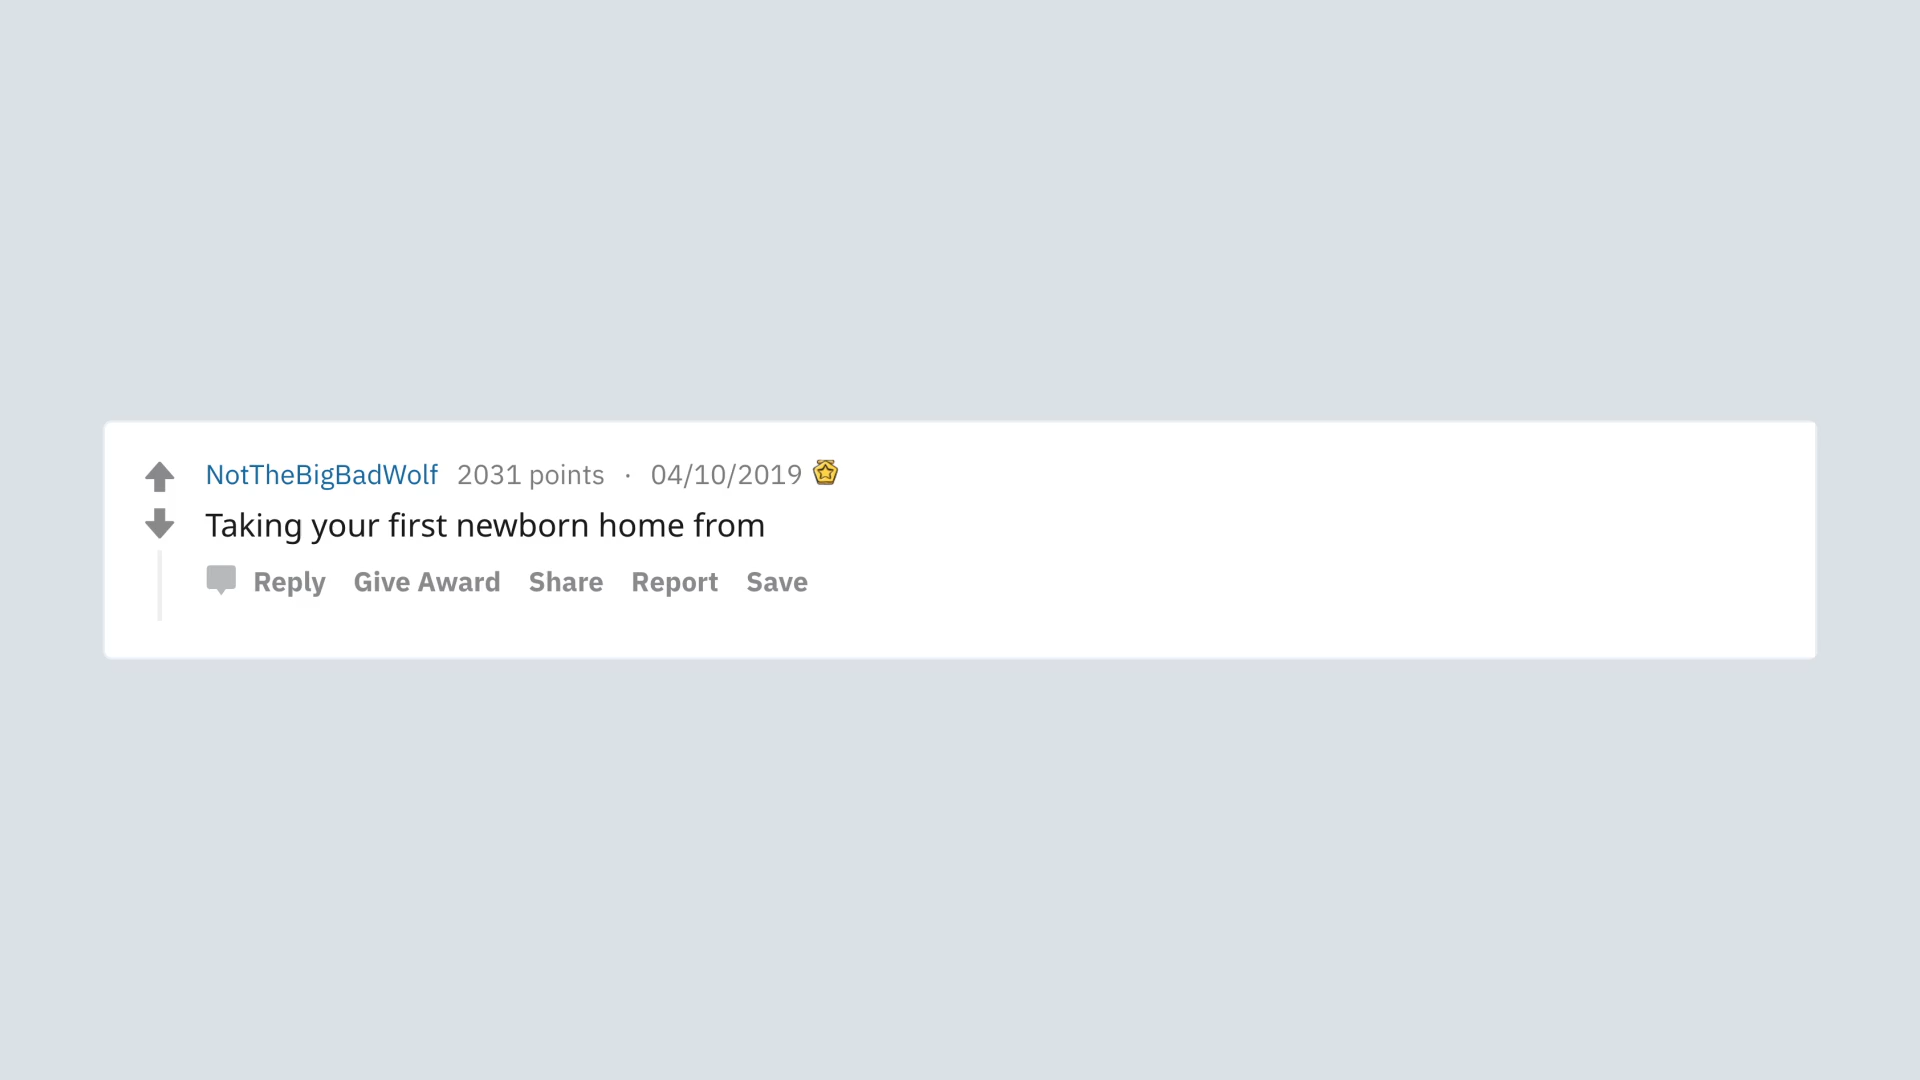 NotTheBigBadWolf 2031 points · 04/10/2019
Taking your first newborn home from
Reply Give Award Share Report Save